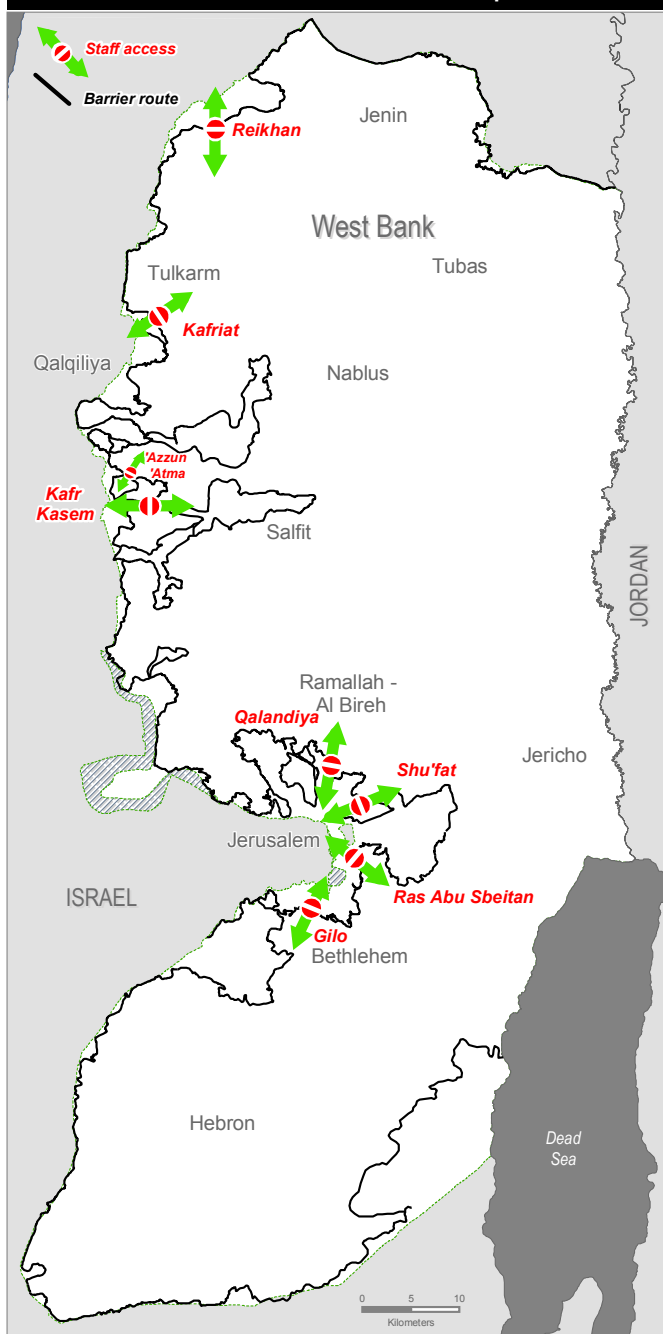 Staff access
Barrier route
Jenin
Reikhan
West Bank
Tubas
Tulkarm
Kafriat
Qalqiliya
Nablus
'Azzun
'Atma
Kafr
Kasem
Salfit
JORDAN
Ramallah -
Al Bireh
Qalandiya
Jericho
Shu'fat
Jerusalem
ISRAEL
Ras Abu Sbeitan
Gilo
Bethlehem
Hebron
Dead
Sea
0 5 10
Kilometers